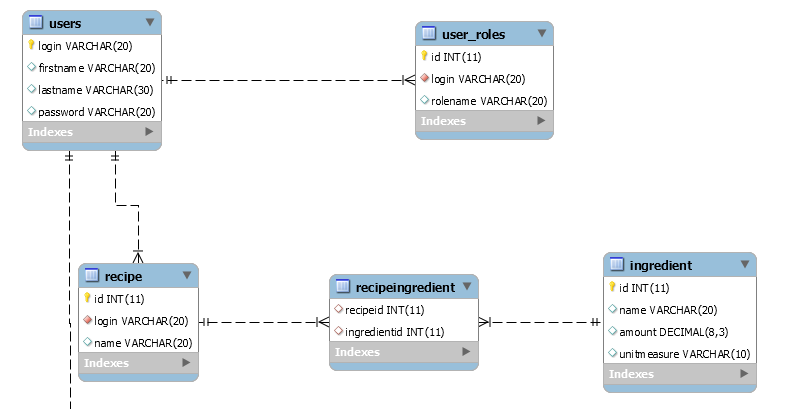 users
login VARCHAR(20)
firstname VARCHAR(20)
lastname VARCHAR(30)
password VARCHAR(20)
Indexes
user_roles
id INT(11)
login VARCHAR(20)
rolename VARCHAR(20)
Indexes
recipe
id INT(11)
login VARCHAR(20)
name VARCHAR(20)
Indexes
recipeingredient
recipeid INT(11)
ingredientid INT(11)
Indexes
ingredient
id INT(11)
name VARCHAR(20)
amount DECIMAL(8,3)
unitmeasure VARCHAR(10)
Indexes